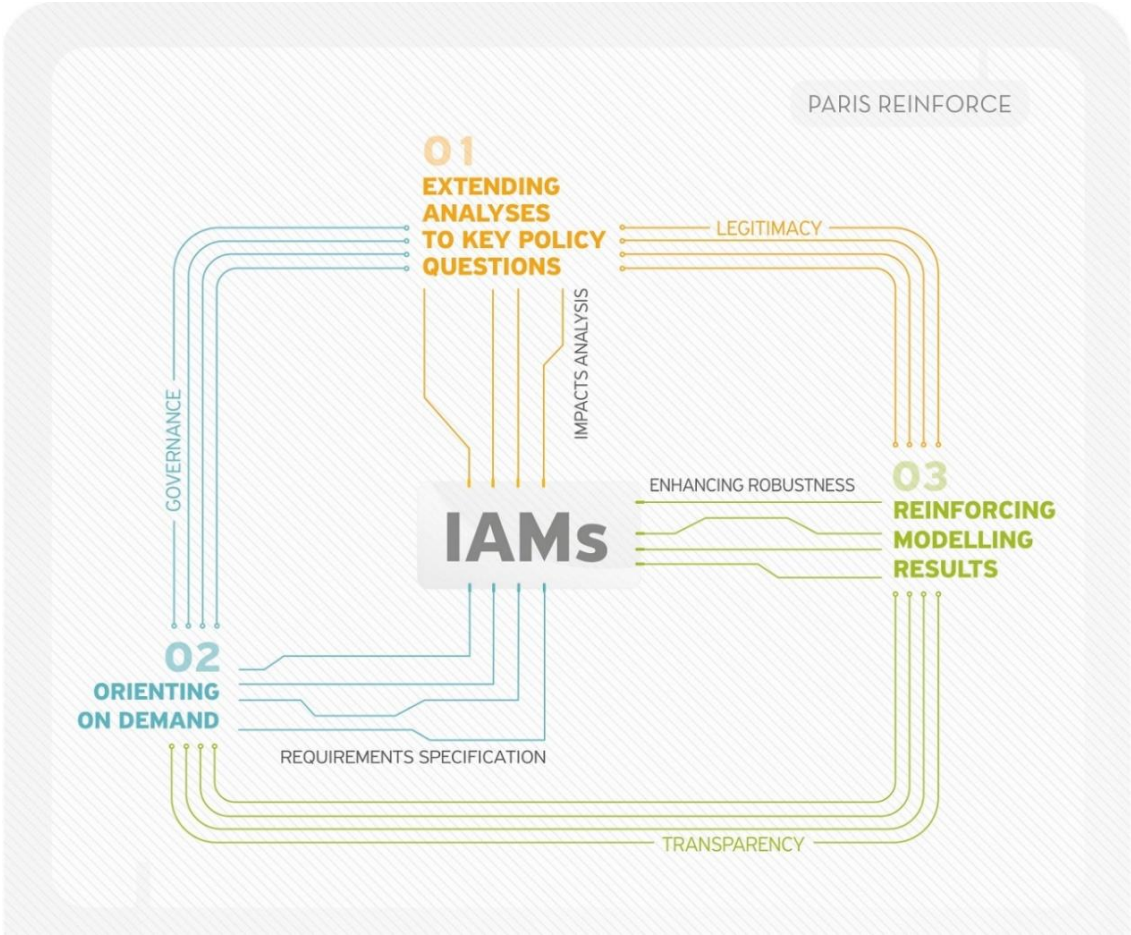 PARIS REINFORCE
01
EXTENDING
ANALYSES
TO KEY POLICY
QUESTIONS
LEGITIMACY
IMPACTS ANALYSIS
GOVERNANCE
ENHANCING ROBUSTNESS
03
REINFORCING
MODELLING
RESULTS
IAMs
02
ORIENTING
ON DEMAND
REQUIREMENTS SPECIFICATION
TRANSPARENCY